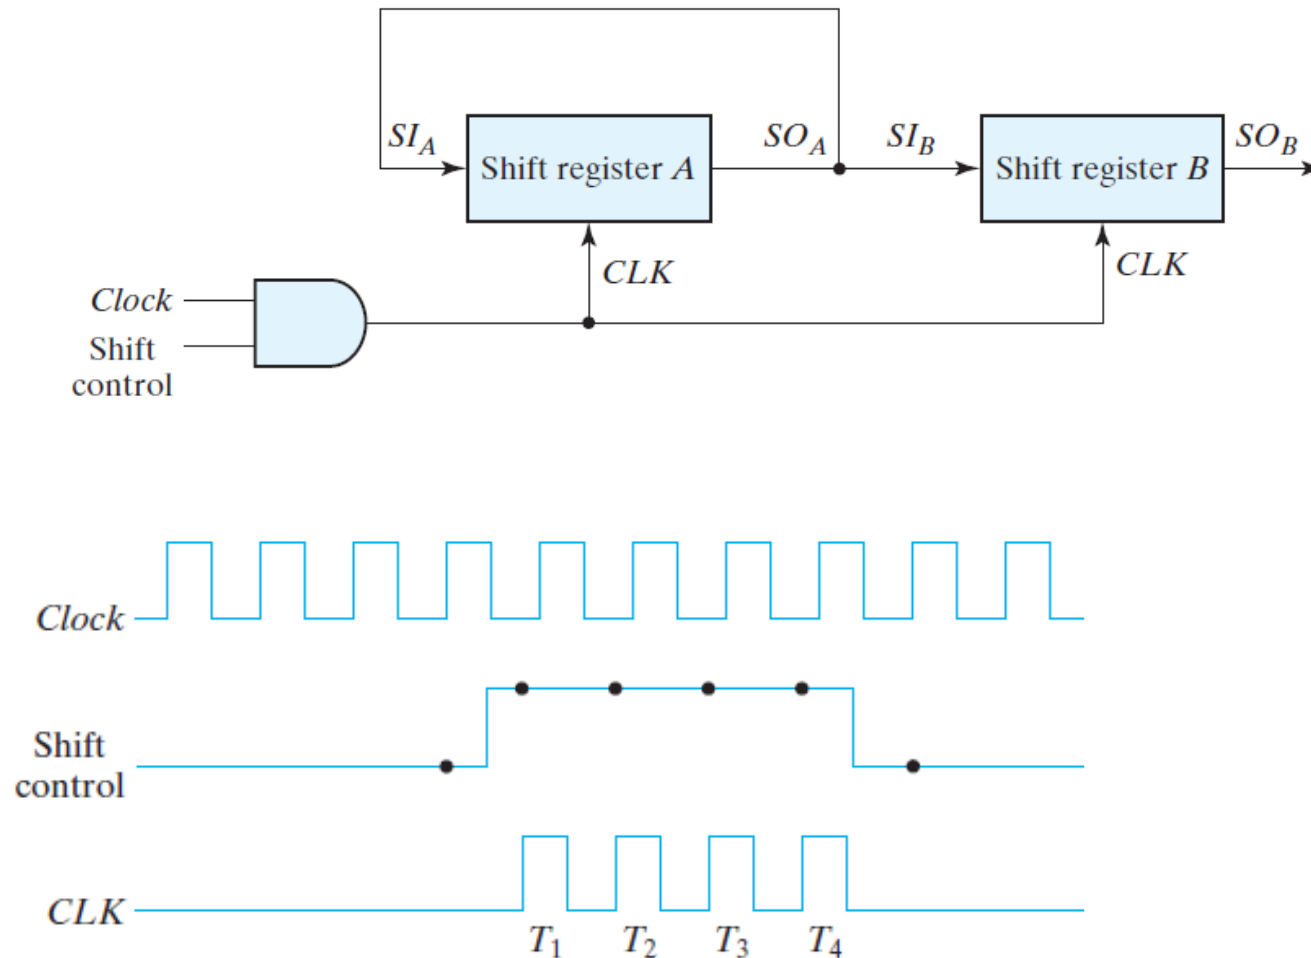 SI_A
Shift register A
SO_A
SI_B
Shift register B
SO_B
CLK
CLK
Clock
Shift
control
Clock
Shift
control
CLK
T_1
T_2
T_3
T_4